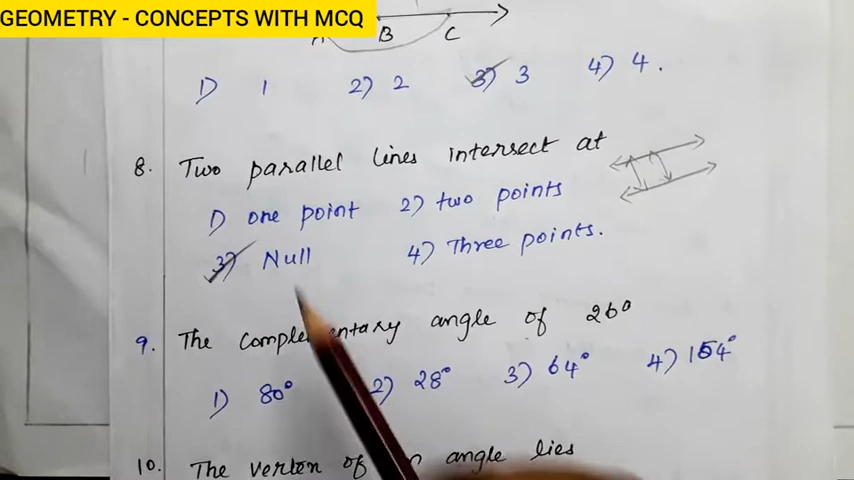 GEOMETRY - CONCEPTS WITH MCQ
B C
1) 1 2) 2 3) 3 4) 4.
8. Two parallel lines intersect at
1) one point 2) two points
3) Null 4) Three points.
9. The complementary angle of 26°
1) 80° 2) 28° 3) 64° 4) 154°
10. The vertex of angle lies